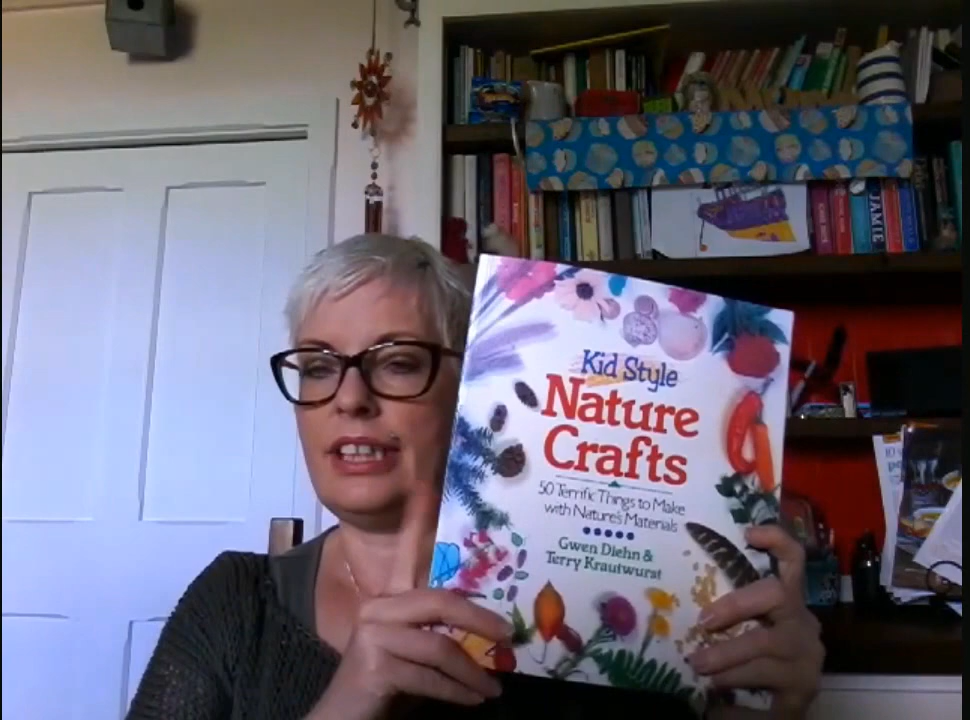 JAMIE
Kid Style
Nature
Crafts
50 Terrific Things to Make
with Nature's Materials
Gwen Diehn &
Terry Krautwurst